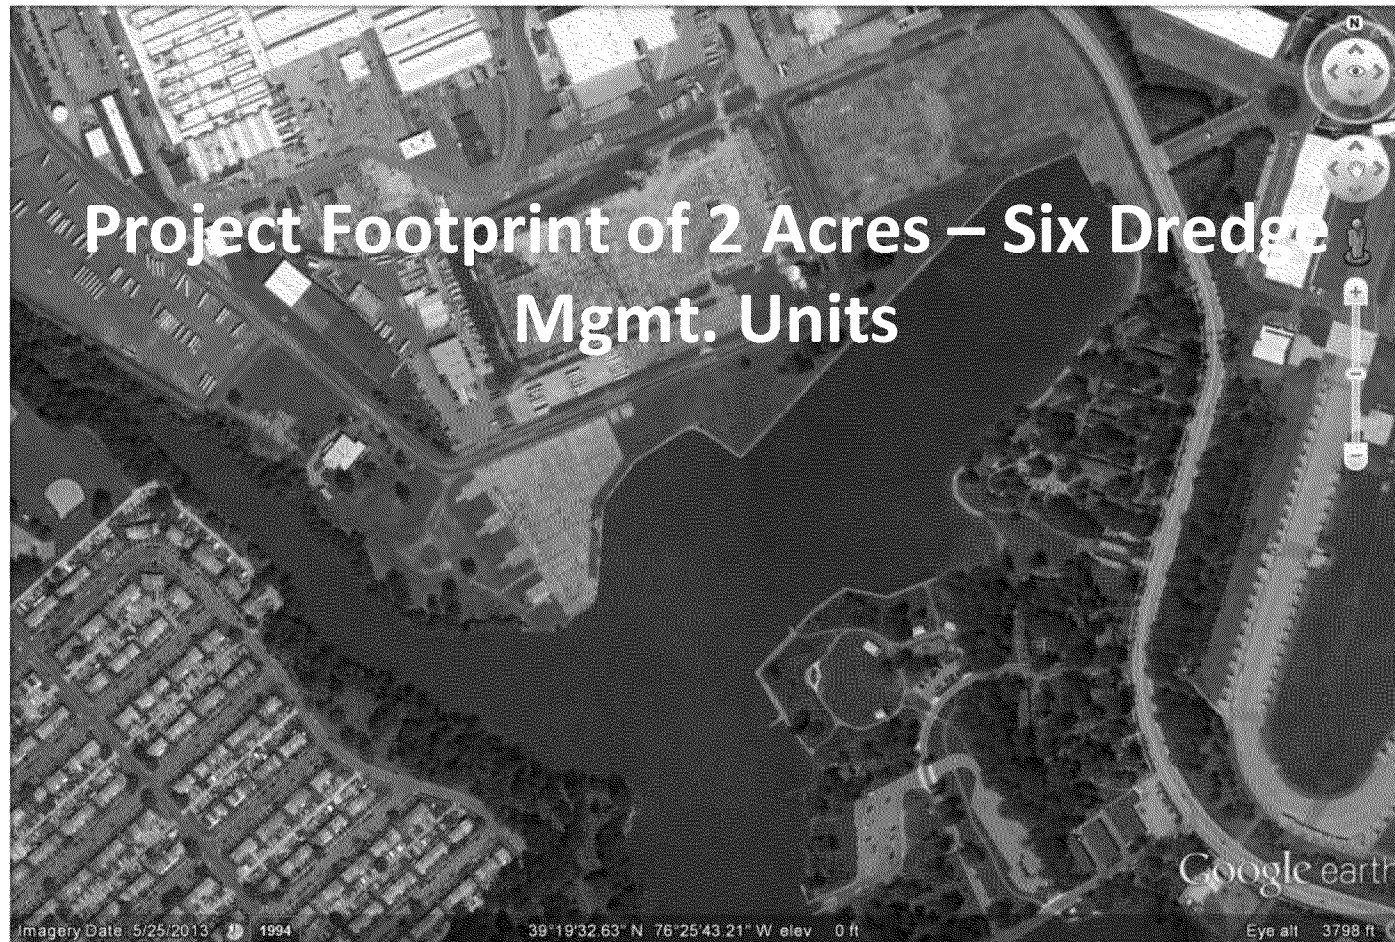 N
Project Footprint of 2 Acres – Six Dredge
Mgmt. Units
Google earth
Imagery Date 5/25/2013 1994 39°19'32.63" N 76°25'43.21" W elev 0 ft Eye alt 3798 ft